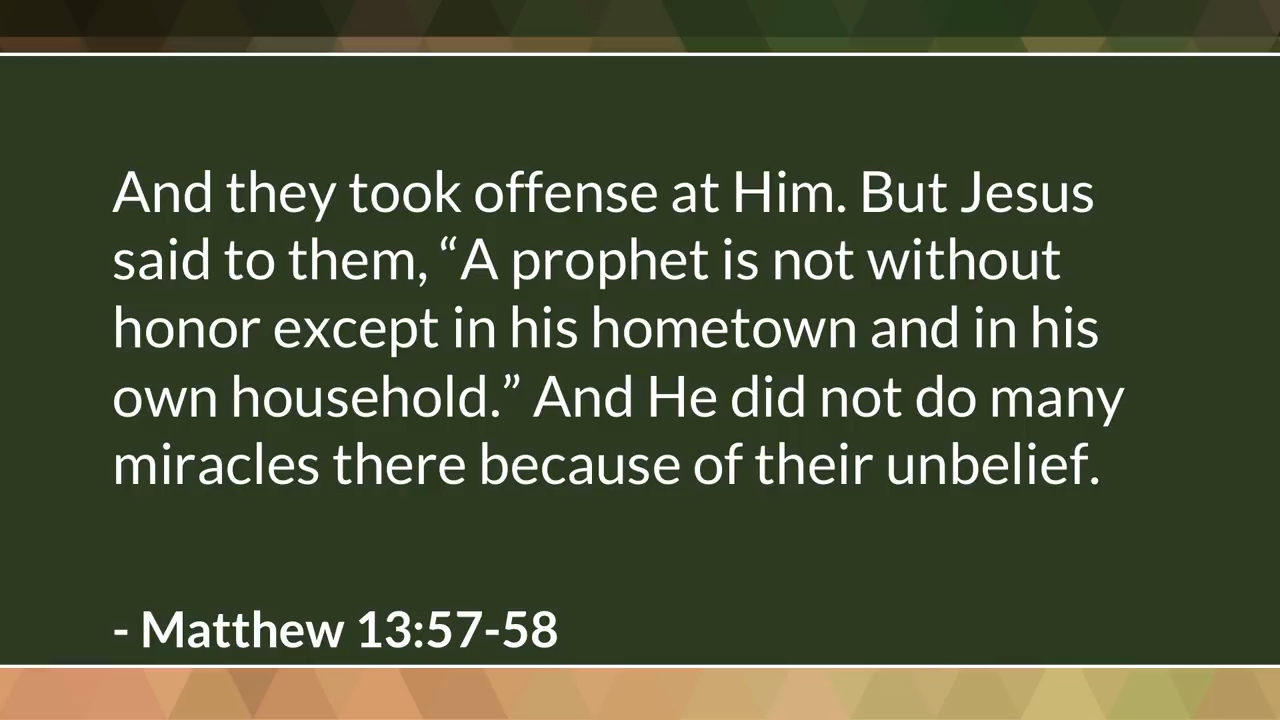 And they took offense at Him. But Jesus
said to them, “A prophet is not without
honor except in his hometown and in his
own household.” And He did not do many
miracles there because of their unbelief.
- Matthew 13:57-58